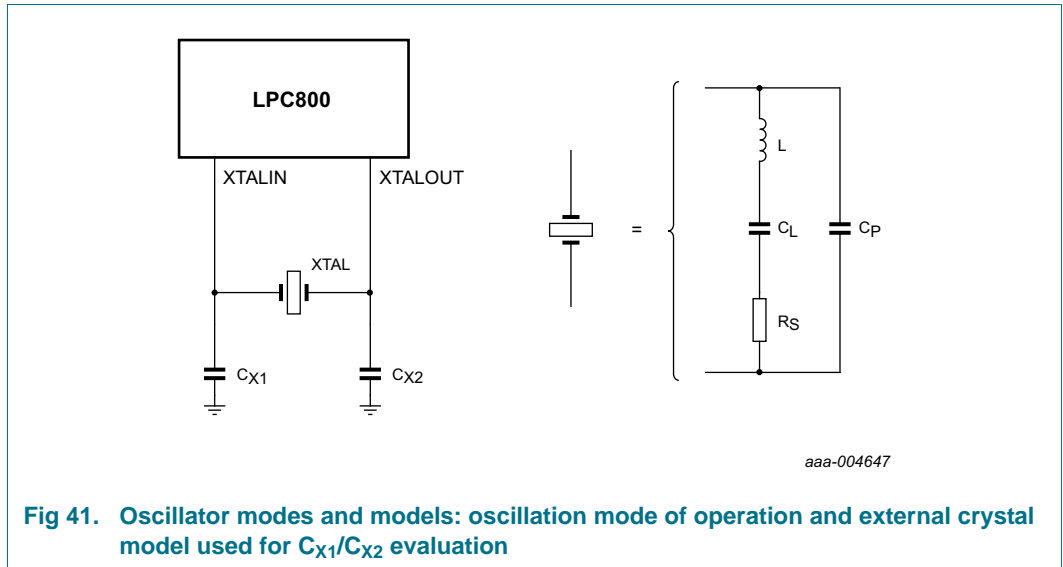 LPC800
XTALIN XTALOUT
XTAL
CX1 CX2
=
L
CL CP
RS
aaa-004647
Fig 41. Oscillator modes and models: oscillation mode of operation and external crystal
model used for CX1/CX2 evaluation